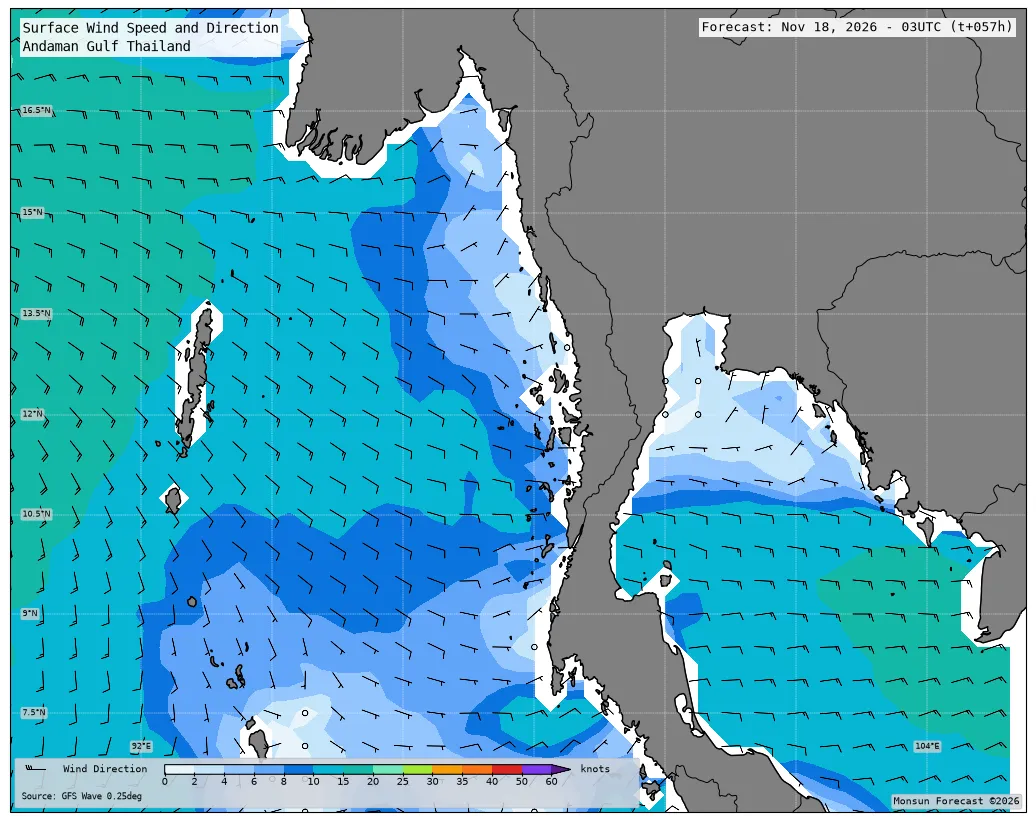 Surface Wind Speed and Direction
Andaman Gulf Thailand
Forecast: Nov 18, 2026 - 03UTC (t+057h)
16.5°N
15°N
13.5°N
12°N
10.5°N
9°N
7.5°N
92°E
104°E
Wind Direction
0 2 4 6 8 10 15 20 25 30 40 50 60
knots
Source: GFS Wave 0.25deg
Monsun Forecast ©2026